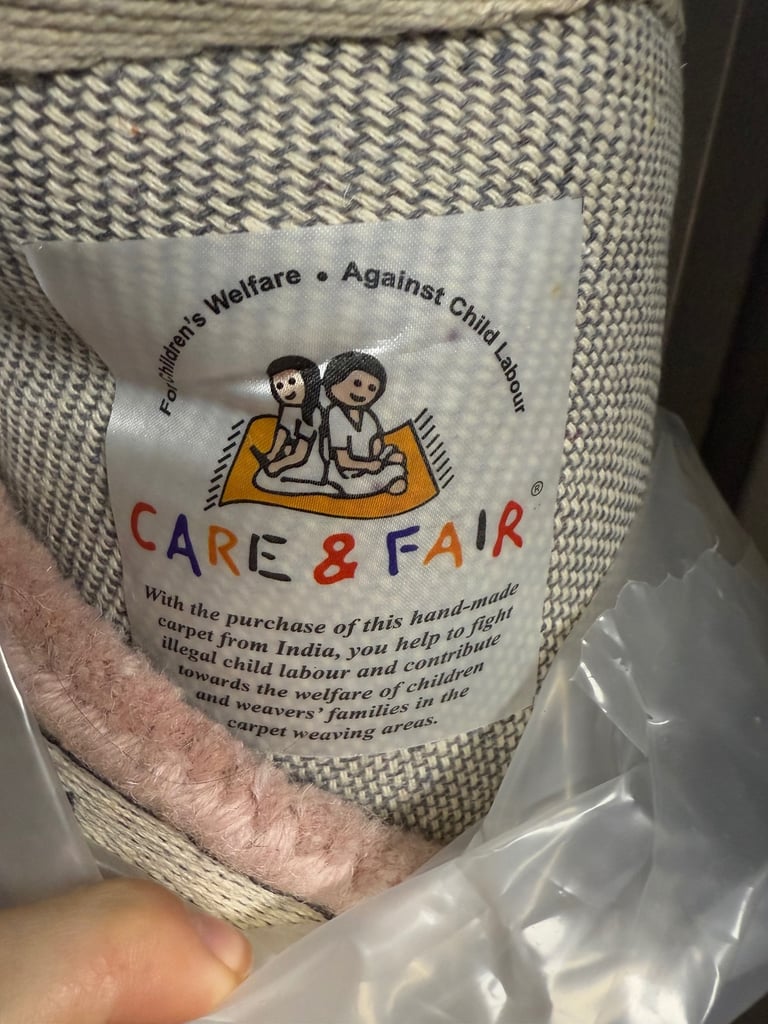 For Children's Welfare • Against Child Labour
CARE & FAIR ®
With the purchase of this hand-made
carpet from India, you help to fight
illegal child labour and contribute
towards the welfare of children
and weavers' families in the
carpet weaving areas.